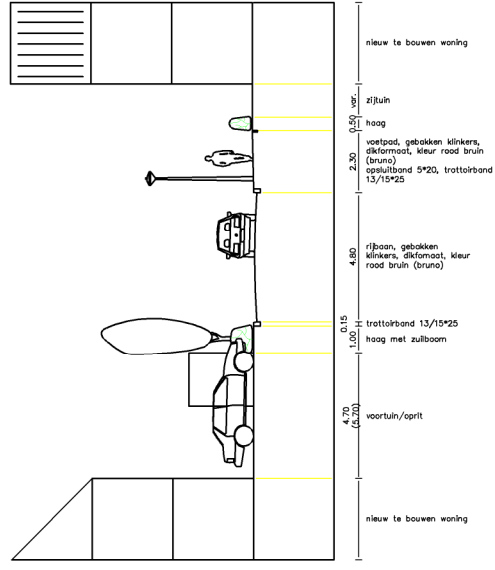 nieuw te bouwen woning
var.
zijtuin
0.50
haag
2.30
voetpad, gebakken klinkers,
dikformaat, kleur rood bruin
(bruno)
opsluitband 5*20, trottoirband
13/15*25
4.80
rijbaan, gebakken
klinkers, dikfomaat, kleur
rood bruin (bruno)
0.15
trottoirband 13/15*25
1.00
haag met zuilboom
4.70
(5.70)
voortuin/oprit
nieuw te bouwen woning